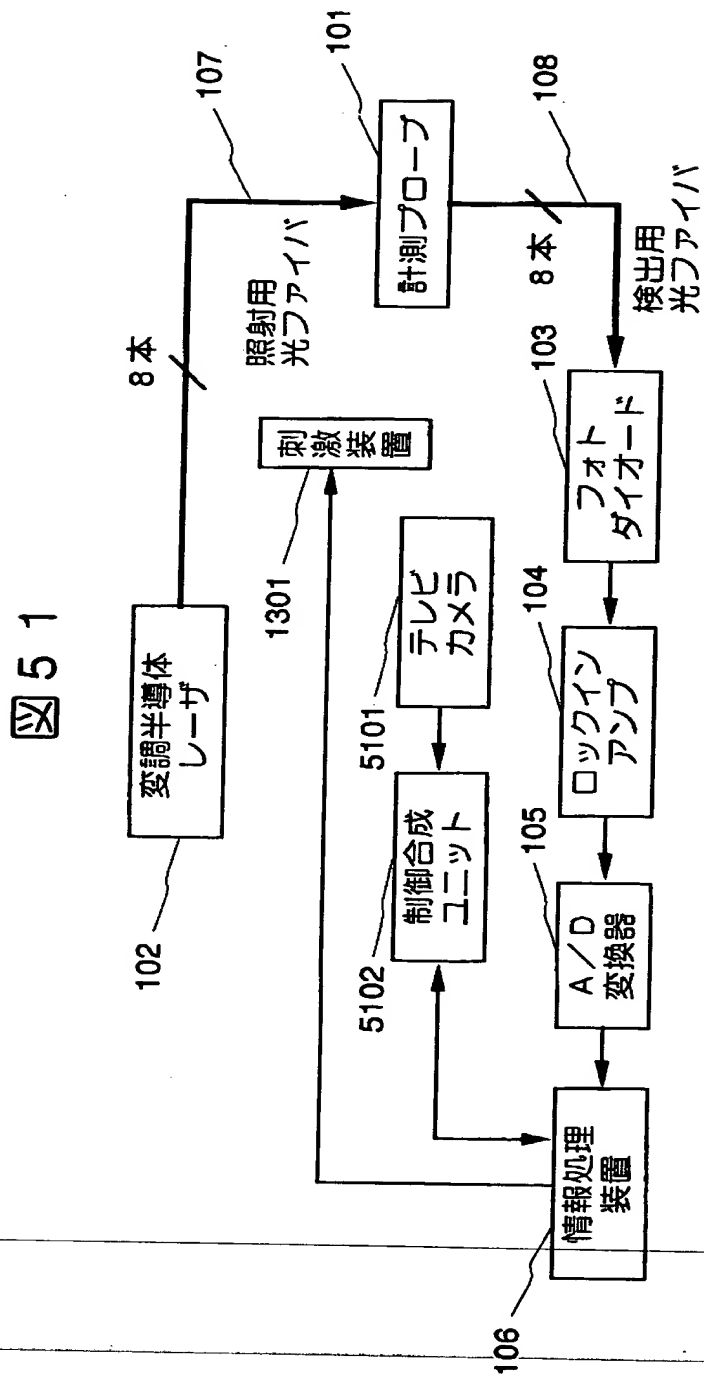 図51
102
変調半導体
レーザ
8本
107
照射用
光ファイバ
101
計測プローブ
1301
刺激装置
8本
108
検出用
光ファイバ
5101
テレビ
カメラ
5102
制御合成
ユニット
103
フォト
ダイオード
104
ロックイン
アンプ
105
A/D
変換器
106
情報処理
装置